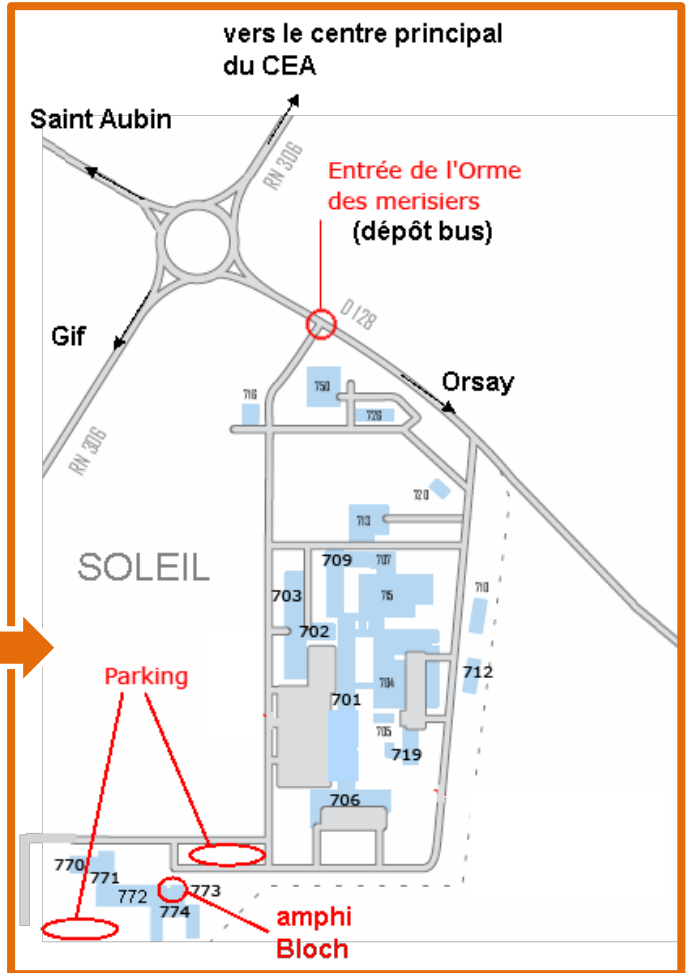 vers le centre principal
du CEA
Saint Aubin
RN 306
Entrée de l'Orme
des merisiers
(dépôt bus)
D128
Gif
Orsay
RN 306
716
750
726
720
713
SOLEIL
709
707
703
715
710
702
712
Parking
701
704
705
719
706
770
771
772
773
774
amphi
Bloch